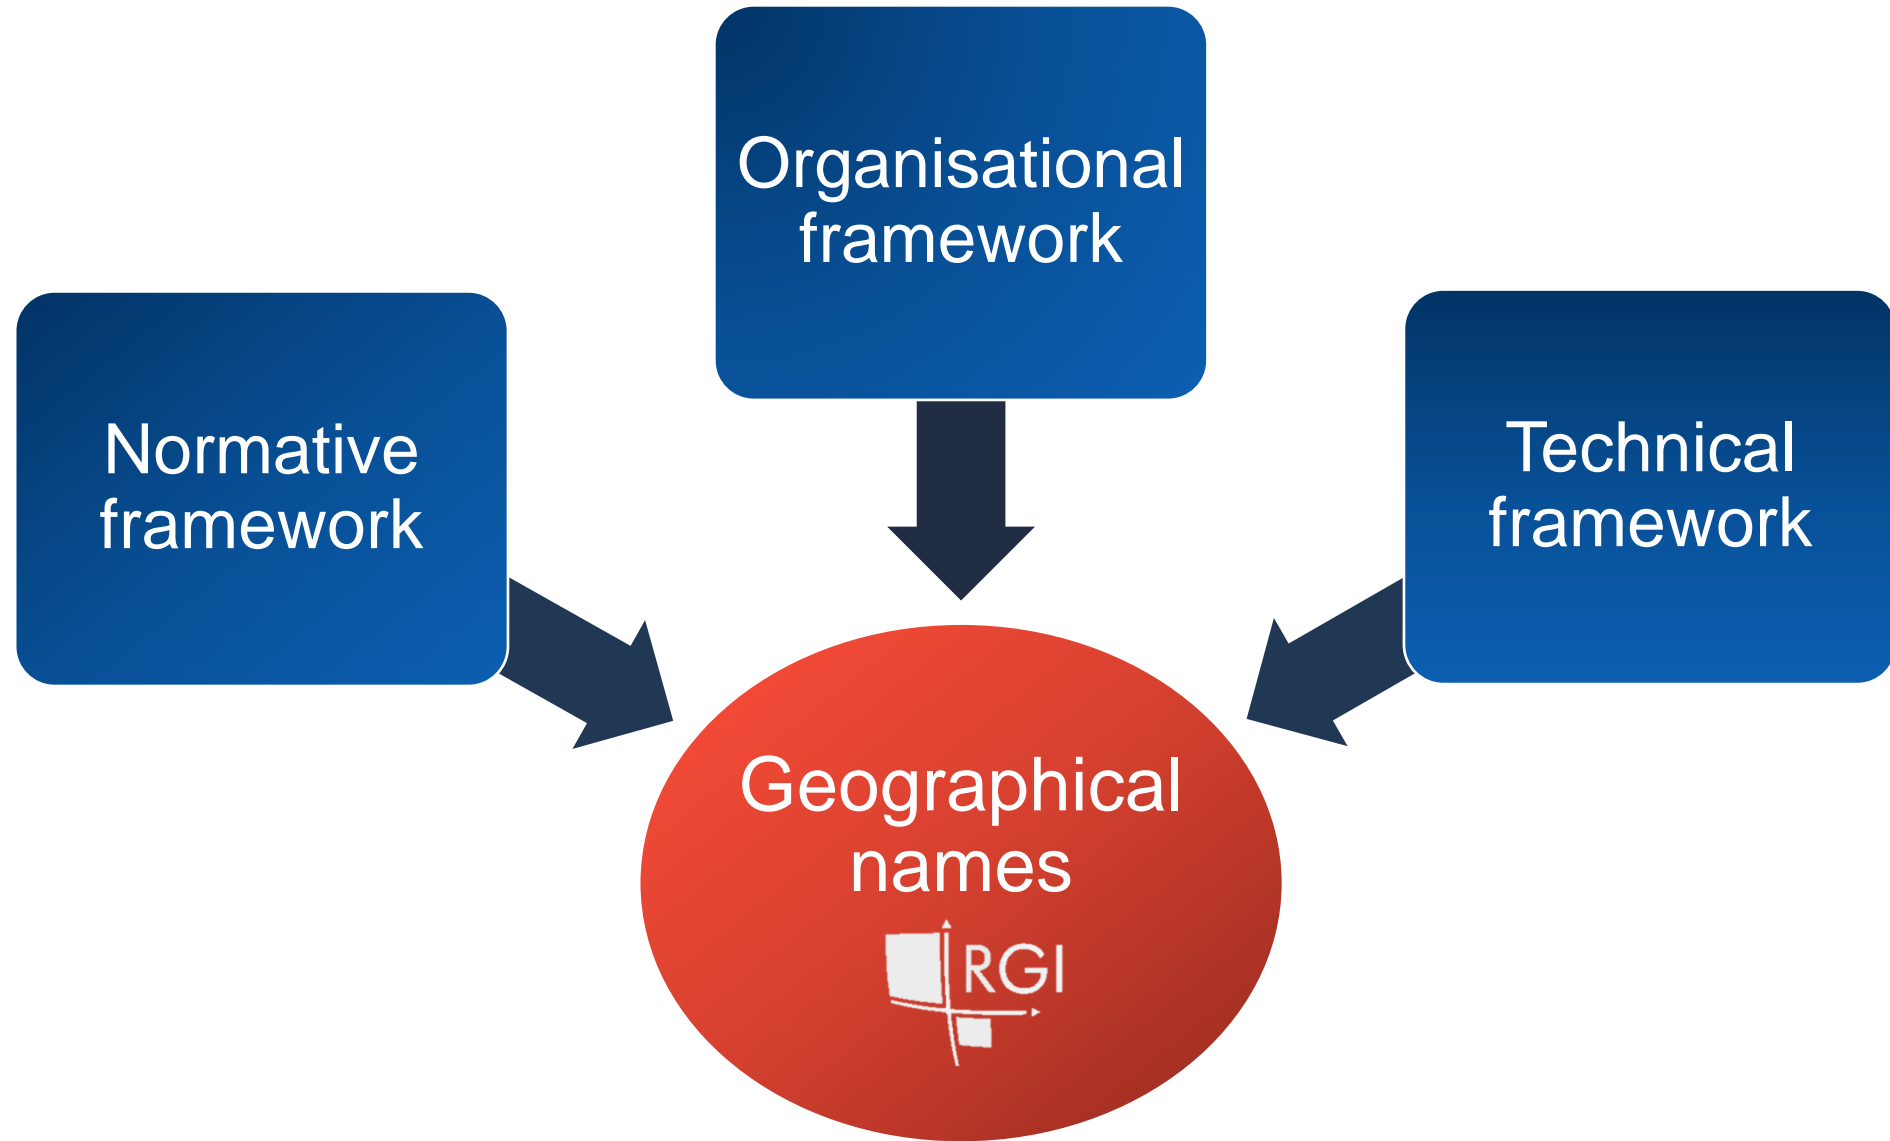 Organisational
framework
Normative
framework
Technical
framework
Geographical
names
RGI